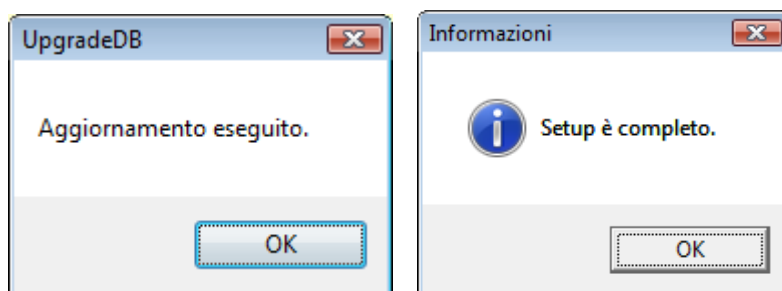 UpgradeDB
Aggiornamento eseguito.
OK
Informazioni
Setup è completo.
OK